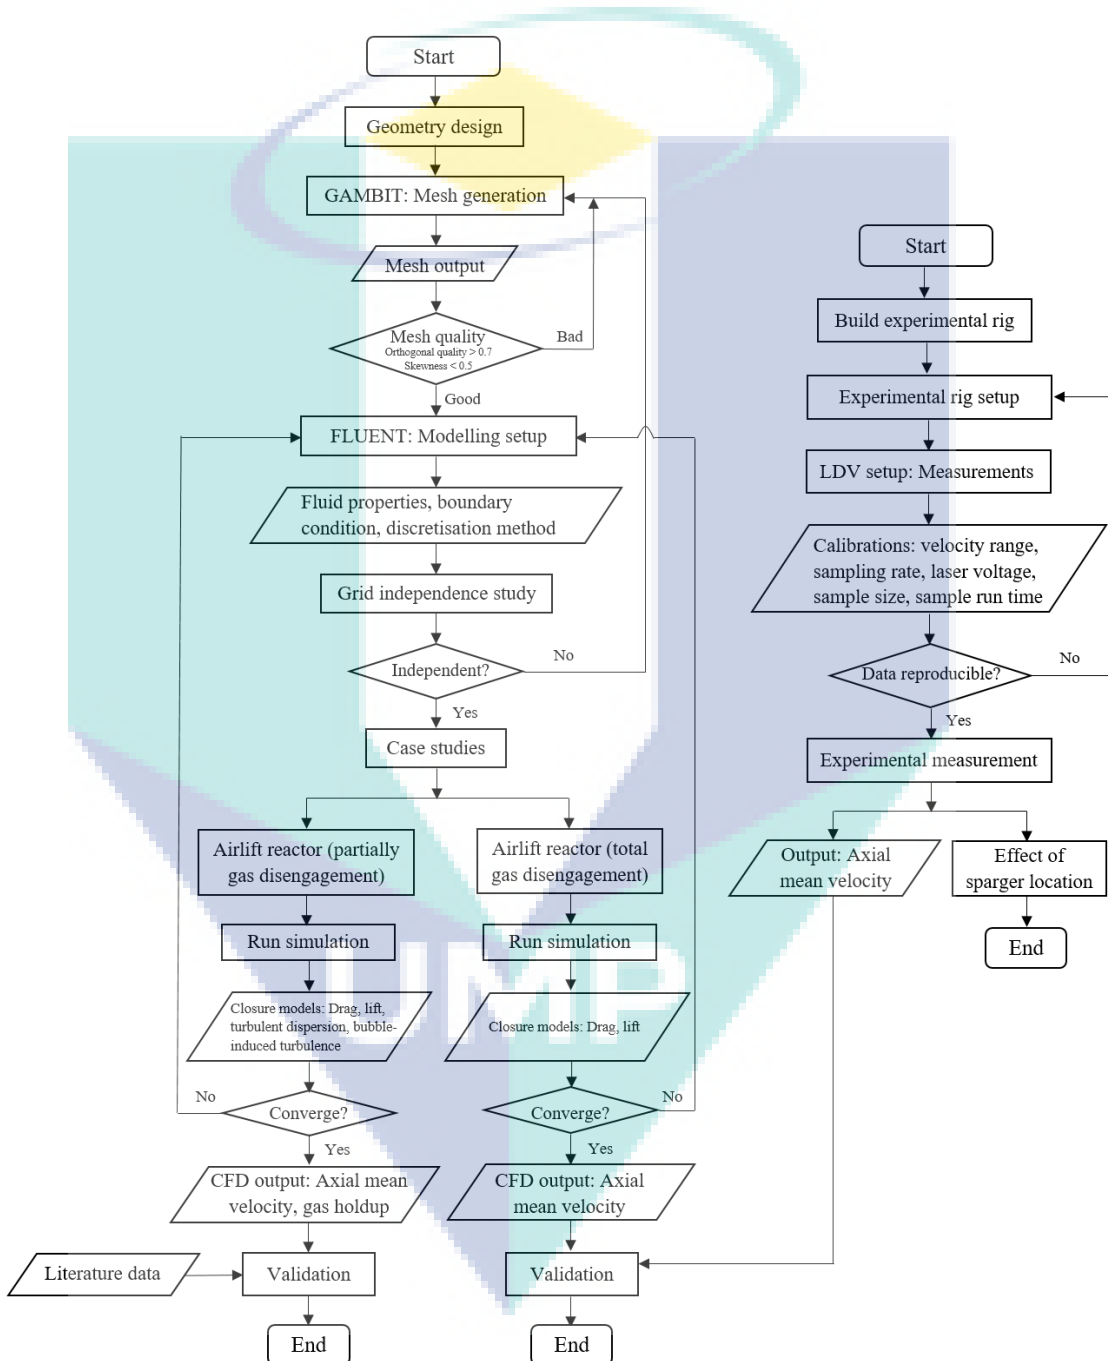 Start
Geometry design
GAMBIT: Mesh generation
Mesh output
Mesh quality
Orthogonal quality > 0.7
Skewness < 0.5
Bad
Good
FLUENT: Modelling setup
Fluid properties, boundary
condition, discretisation method
Grid independence study
Independent?
No
Yes
Case studies
Airlift reactor (partially
gas disengagement)
Run simulation
Closure models: Drag, lift,
turbulent dispersion, bubble-
induced turbulence
No
Converge?
Yes
CFD output: Axial mean
velocity, gas holdup
Literature data
Validation
End
Airlift reactor (total
gas disengagement)
Run simulation
Closure models: Drag, lift
Converge?
No
Yes
CFD output: Axial
mean velocity
Validation
End
Start
Build experimental rig
Experimental rig setup
LDV setup: Measurements
Calibrations: velocity range,
sampling rate, laser voltage,
sample size, sample run time
Data reproducible?
No
Yes
Experimental measurement
Output: Axial
mean velocity
Effect of
sparger location
End
UMP